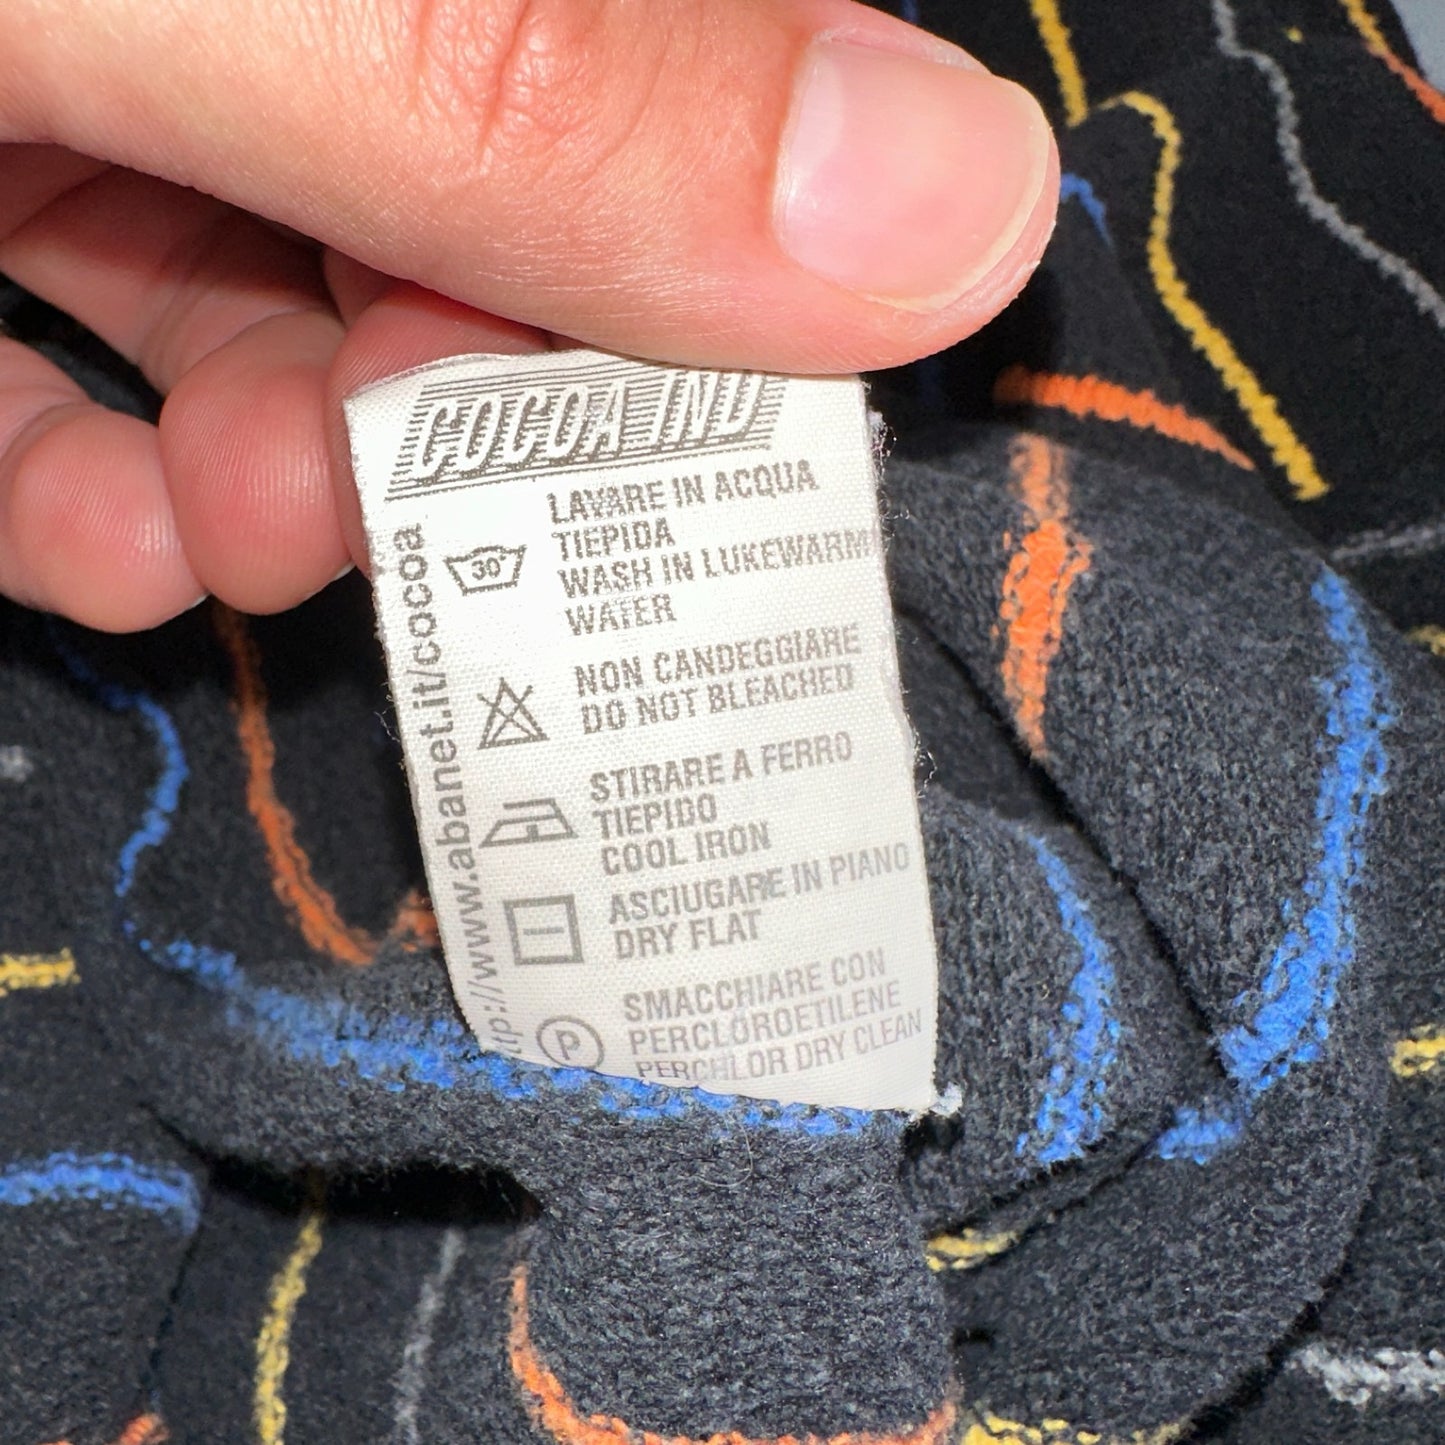 COCOA IND
LAVARE IN ACQUA
TIEPIDA
30°
WASH IN LUKEWARM
WATER
NON CANDEGGIARE
DO NOT BLEACHED
STIRARE A FERRO
TIEPIDO
COOL IRON
ASCIUGARE IN PIANO
DRY FLAT
SMACCHIARE CON
P
PERCLOROETILENE
PERCHLOR DRY CLEAN
ttp://www.abanet.it/cocoa